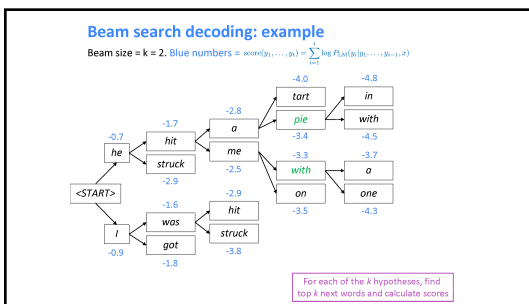 Beam search decoding: example
Beam size = k = 2. Blue numbers = score(y₁, . . . , yₜ) = ∑ᵢ₌₁ᵗ log P_LM(yᵢ|y₁, . . . , yᵢ₋₁, x)
-4.0 -4.8
tart in
-2.8
-1.7 a pie with
-0.7 hit -3.4 -4.5
he me -3.3 -3.7
struck -2.5 with a
-2.9
<START> -2.9 on one
-1.6 hit -3.5 -4.3
was
I struck
got -3.8
-0.9 -1.8
For each of the k hypotheses, find
top k next words and calculate scores